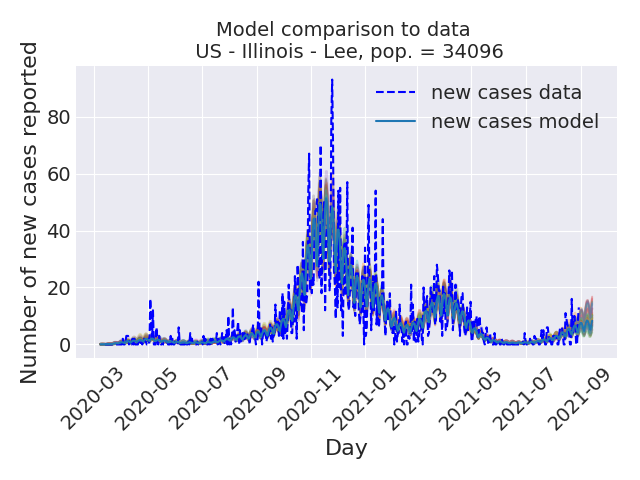 Model comparison to data
US - Illinois - Lee, pop. = 34096
new cases data
new cases model
Number of new cases reported
80
60
40
20
0
2020-03
2020-05
2020-07
2020-09
2020-11
2021-01
2021-03
2021-05
2021-07
2021-09
Day